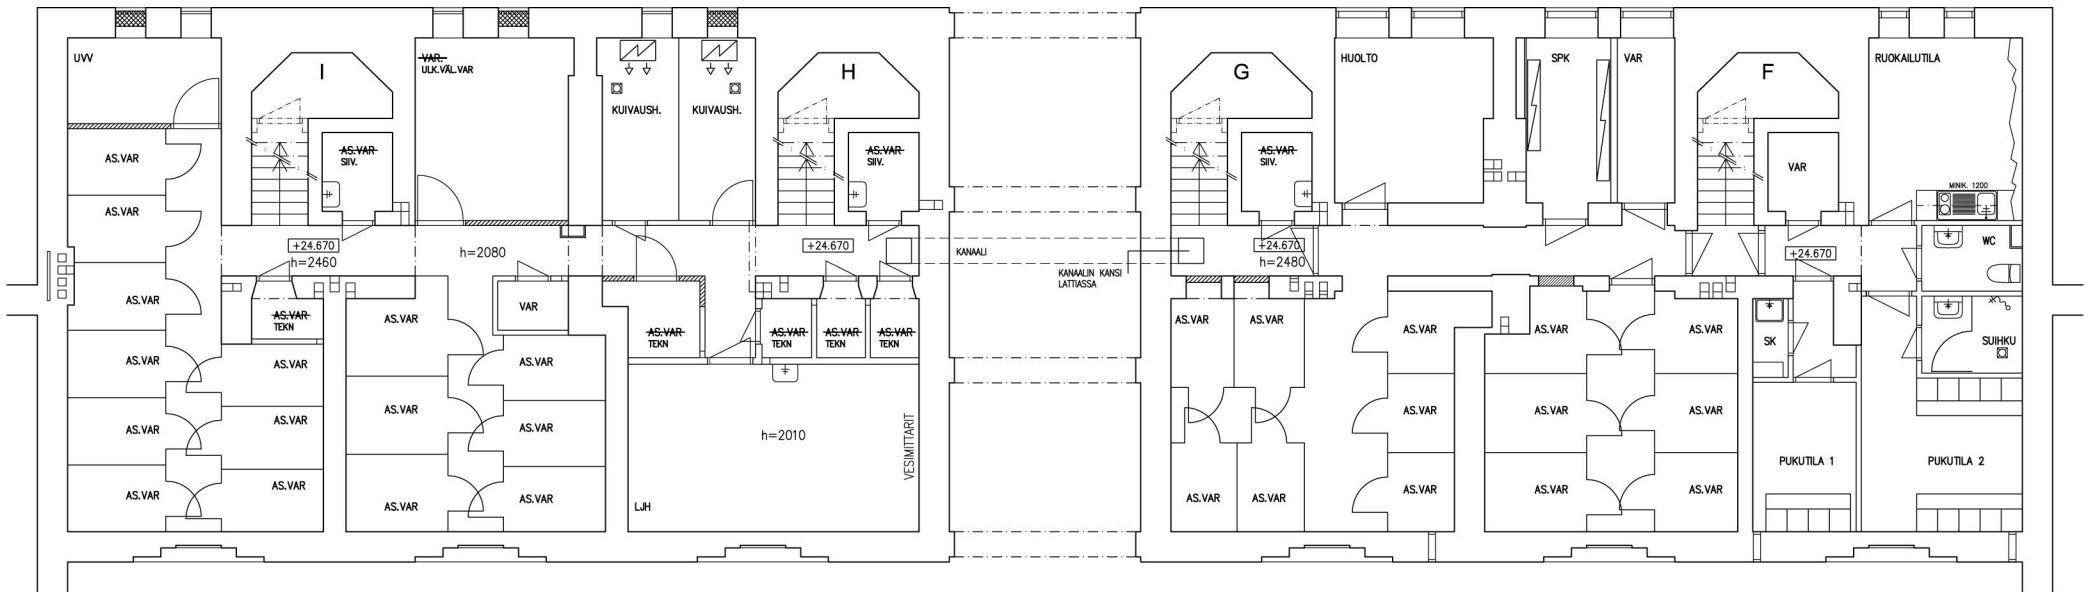 UVV
I
VAR.
ULK.VÄL.VAR
KUIVAUSH.
KUIVAUSH.
H
G
HUOLTO
SPK
VAR
F
RUOKAILUTILA
AS.VAR
AS.VAR
SIIV.
AS.VAR
SIIV.
AS.VAR
SIIV.
VAR
MINIK. 1200
AS.VAR
+24.670
h=2460
h=2080
+24.670
KANAALI
KANAALIN KANSI
LATTIASSA
+24.670
h=2480
+24.670
WC
AS.VAR
AS.VAR
TEKN
AS.VAR
VAR
AS.VAR
TEKN
AS.VAR
TEKN
AS.VAR
TEKN
AS.VAR
TEKN
AS.VAR
AS.VAR
AS.VAR
AS.VAR
AS.VAR
SK
SUIHKU
AS.VAR
AS.VAR
AS.VAR
AS.VAR
AS.VAR
AS.VAR
AS.VAR
AS.VAR
h=2010
VESIMITTARIT
AS.VAR
AS.VAR
AS.VAR
PUKUTILA 1
PUKUTILA 2
AS.VAR
AS.VAR
AS.VAR
AS.VAR
LJH
AS.VAR
AS.VAR
AS.VAR
AS.VAR
AS.VAR